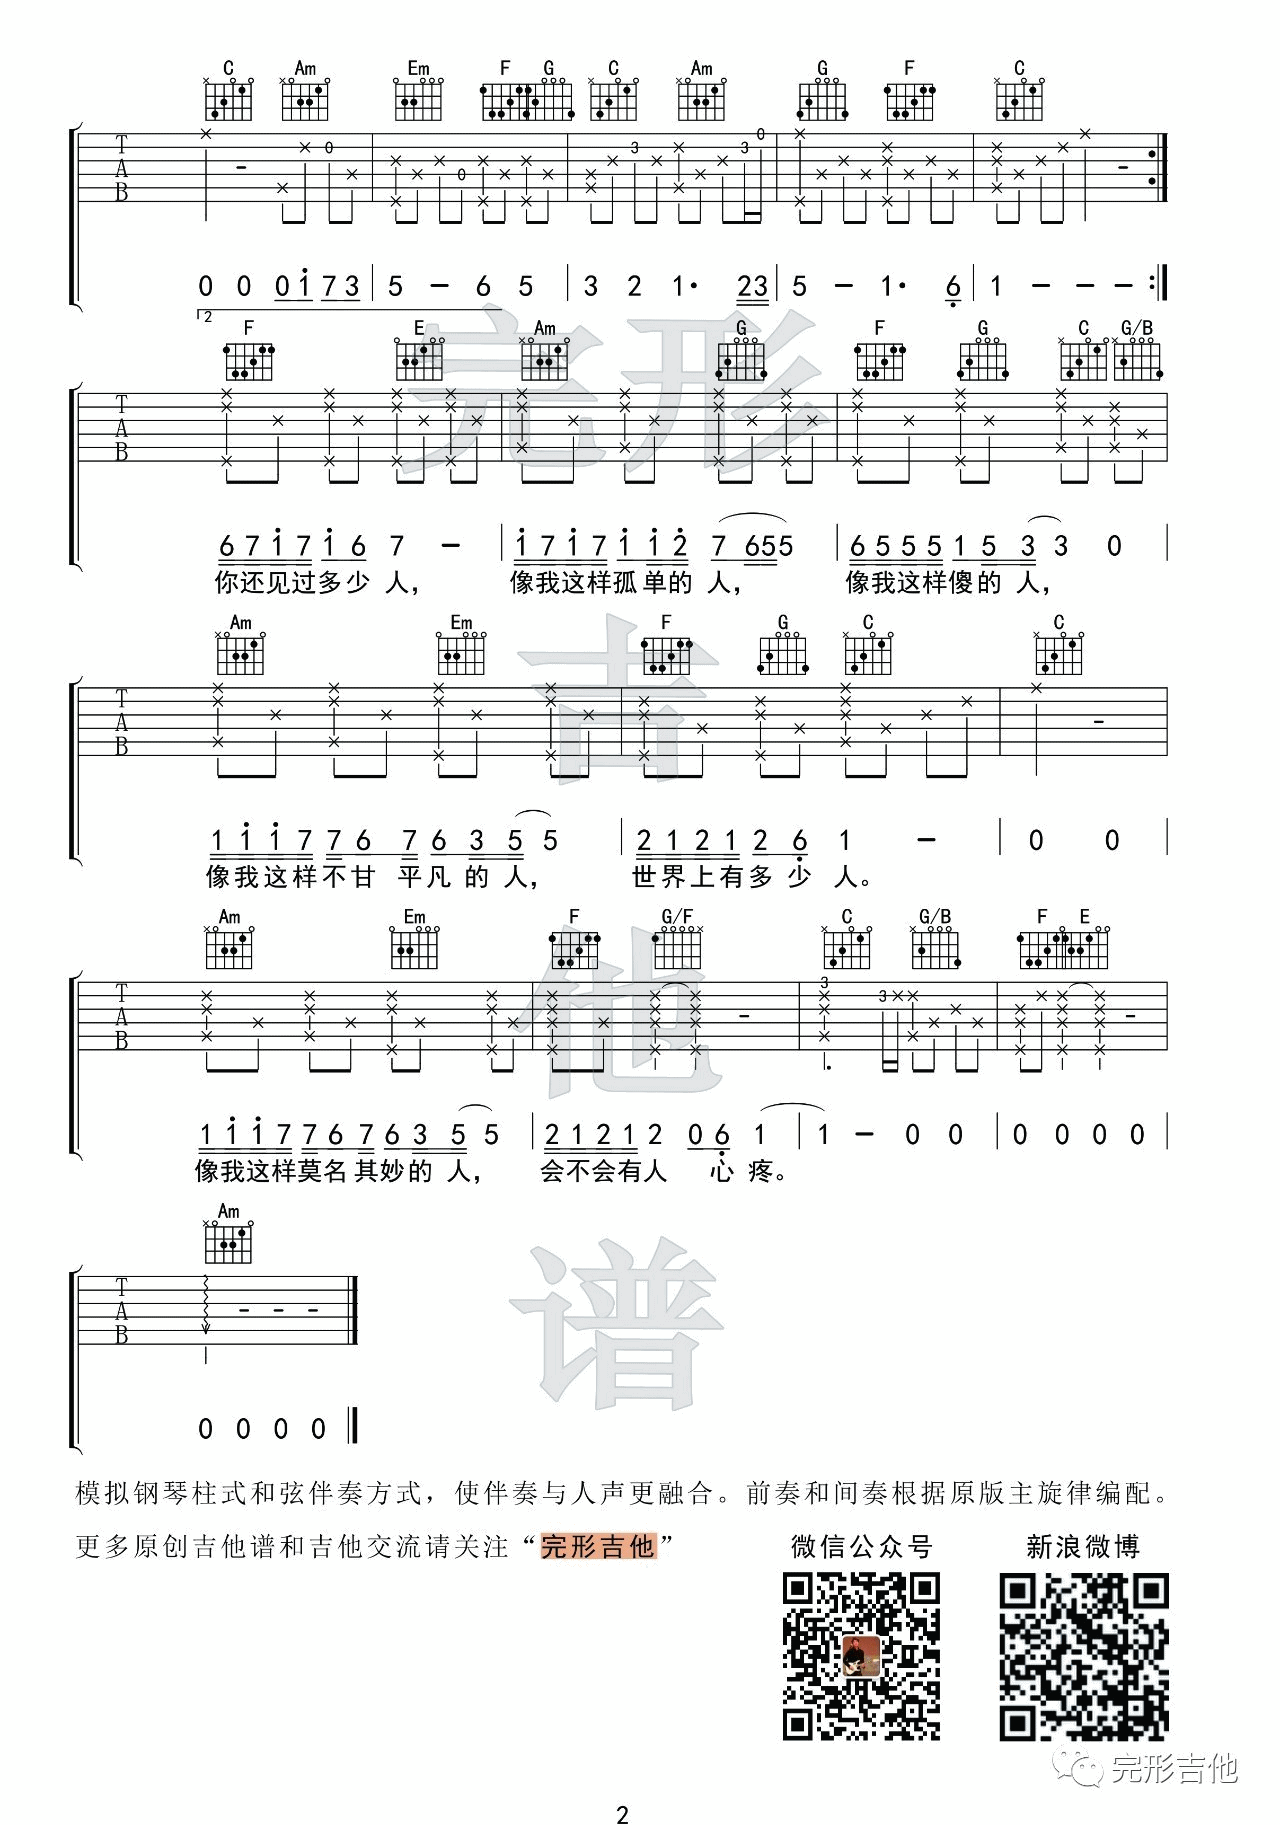 C Am Em F G C Am G F C
T A B 0 0 3 3 0
0 0 0 1 7 3 5 - 6 5 3 2 1· 23 5 - 1· 6 1 - - -
2
F E Am G F G C G/B
T A B
6 7 1 7 1 6 7 - 1 7 1 7 1 1 2 7 655 6 5 5 5 1 5 3 3 0
你还见过多少人， 像我这样孤单的人， 像我这样傻的人，
Am Em F G C C
T A B
1 1 1 7 7 6 7 6 3 5 5 2 1 2 1 2 6 1 - 0 0
像我这样不甘 平凡的人， 世界上有多少人。
Am Em F G/F C G/B F E
T A B 3 3
1 1 1 7 7 6 7 6 3 5 5 2 1 2 1 2 0 6 1 1 - 0 0 0 0 0 0
像我这样莫名其妙的人， 会不会有人 心疼。
Am
T A B - - -
0 0 0 0
完形吉他谱
模拟钢琴柱式和弦伴奏方式，使伴奏与人声更融合。前奏和间奏根据原版主旋律编配。
更多原创吉他谱和吉他交流请关注“完形吉他”
微信公众号 新浪微博
完形吉他
2